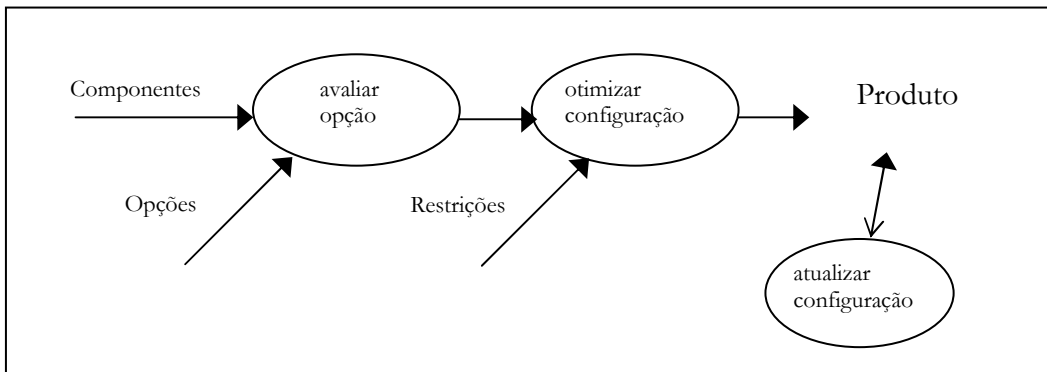 Componentes
avaliar
opção
otimizar
configuração
Produto
Opções
Restrições
atualizar
configuração